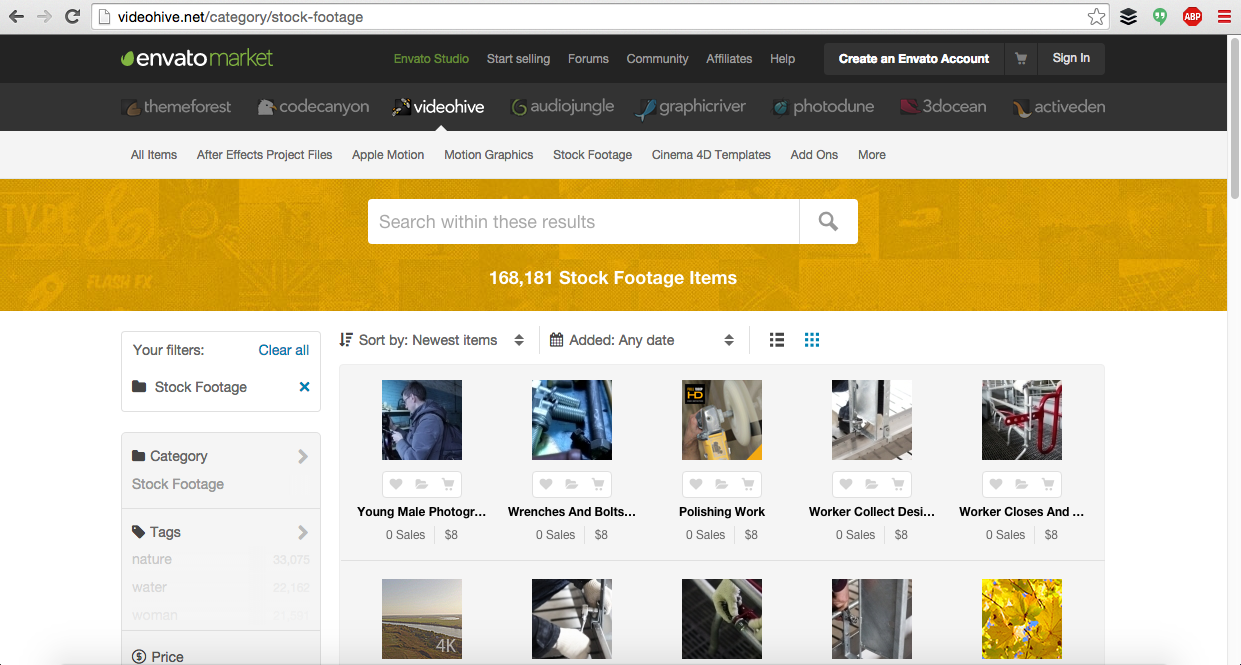 videohive.net/category/stock-footage
ABP
envatomarket
Envato Studio Start selling Forums Community Affiliates Help Create an Envato Account Sign In
themeforest codecanyon videohive audiojungle graphicriver photodune 3docean activeden
All Items After Effects Project Files Apple Motion Motion Graphics Stock Footage Cinema 4D Templates Add Ons More
TYPE
Search within these results
168,181 Stock Footage Items
FLASH FX
Your filters: Clear all
Stock Footage
Sort by: Newest items Added: Any date
Category
Stock Footage
Tags
nature 33,075
water
woman
Price
HD
Young Male Photogr... Wrenches And Bolts... Polishing Work Worker Collect Desi... Worker Closes And ...
0 Sales $8 0 Sales $8 0 Sales $8 0 Sales $8 0 Sales $8
4K